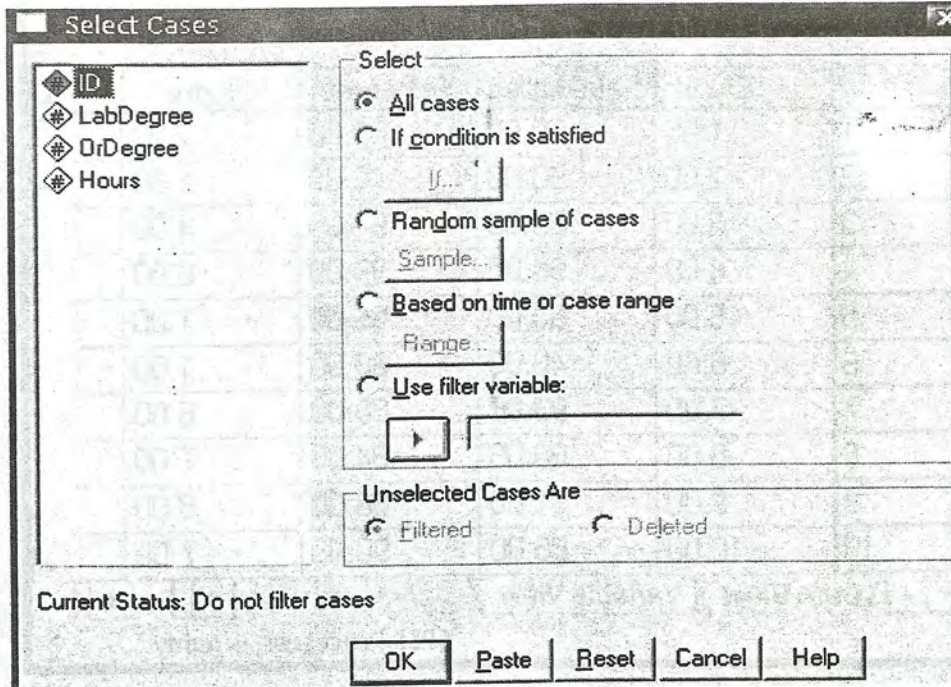 Select Cases
ID
LabDegree
OrDegree
Hours
Select
All cases
If condition is satisfied
If...
Random sample of cases
Sample...
Based on time or case range
Range...
Use filter variable:
Unselected Cases Are
Filtered
Deleted
Current Status: Do not filter cases
OK
Paste
Reset
Cancel
Help